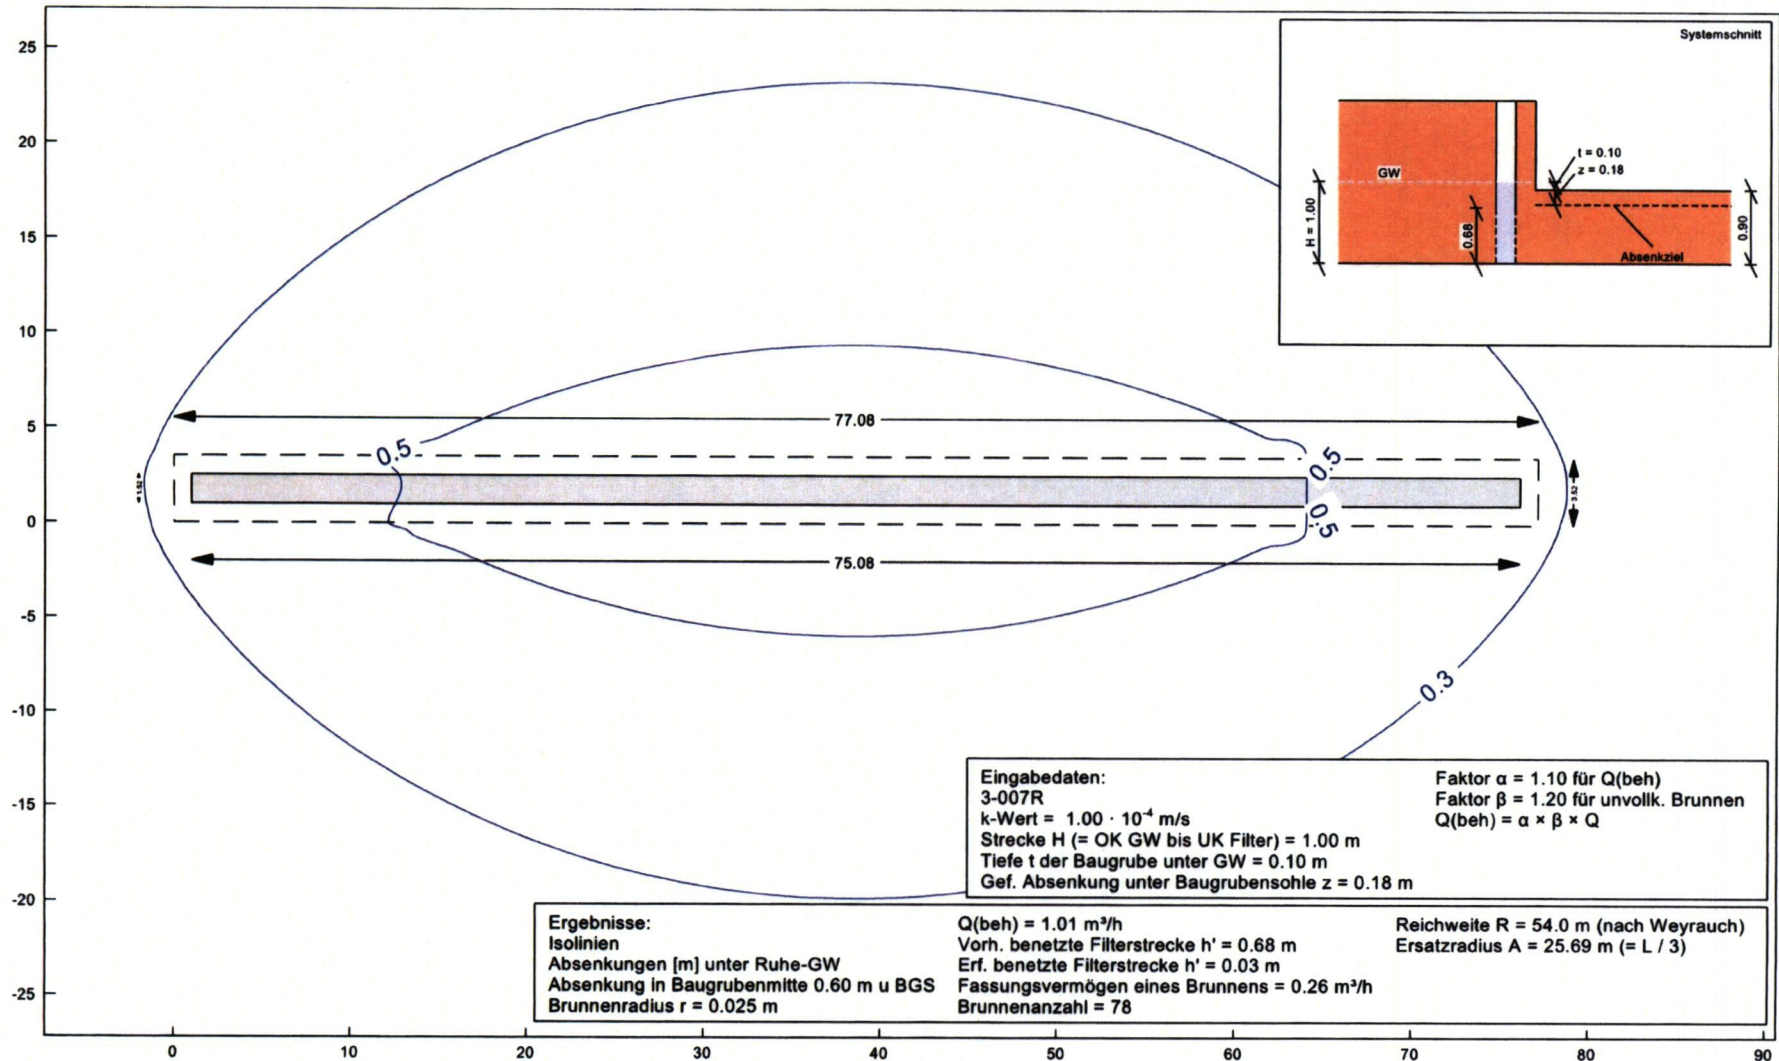 25
20
15
10
5
0
-5
-10
-15
-20
-25
0
10
20
30
40
50
60
70
80
90
Systemschnitt
GW
t = 0.10
z = 0.18
H = 1.00
0.68
0.90
Absenkziel
77.08
0.5
0.5
3.52
0.5
75.08
0.3
Eingabedaten:
3-007R
k-Wert = 1.00 · 10⁻⁴ m/s
Strecke H (= OK GW bis UK Filter) = 1.00 m
Tiefe t der Baugrube unter GW = 0.10 m
Gef. Absenkung unter Baugrubensohle z = 0.18 m
Faktor α = 1.10 für Q(beh)
Faktor β = 1.20 für unvollk. Brunnen
Q(beh) = α × β × Q
Ergebnisse:
Isolinien
Absenkungen [m] unter Ruhe-GW
Absenkung in Baugrubenmitte 0.60 m u BGS
Brunnenradius r = 0.025 m
Q(beh) = 1.01 m³/h
Vorh. benetzte Filterstrecke h' = 0.68 m
Erf. benetzte Filterstrecke h' = 0.03 m
Fassungsvermögen eines Brunnens = 0.26 m³/h
Brunnenanzahl = 78
Reichweite R = 54.0 m (nach Weyrauch)
Ersatzradius A = 25.69 m (= L / 3)